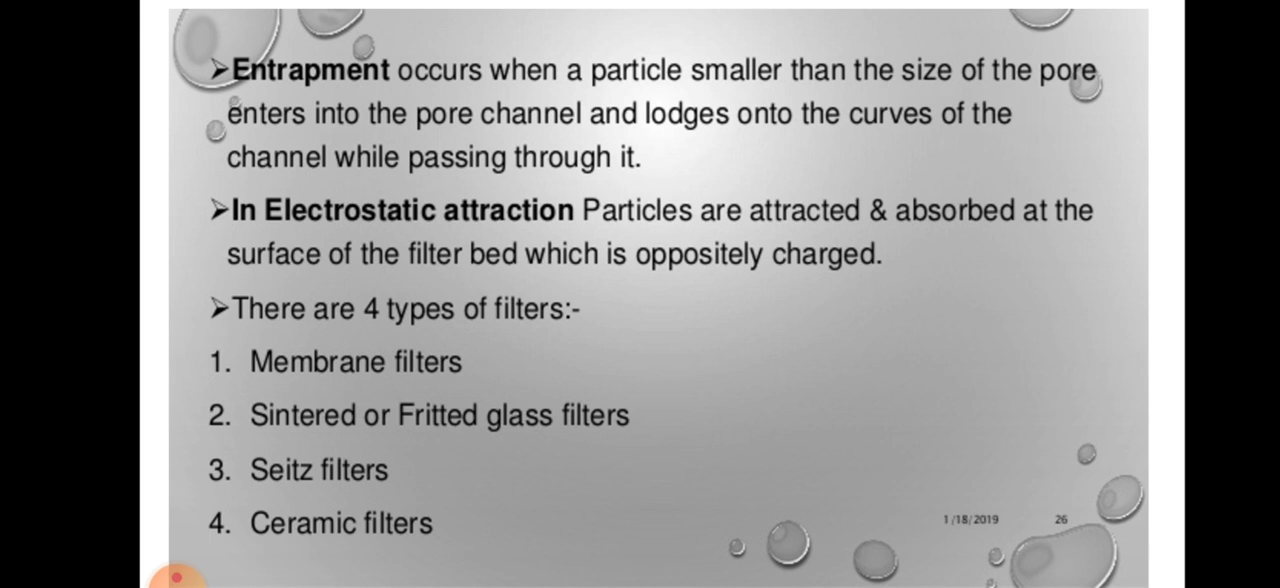 ➢Entrapment occurs when a particle smaller than the size of the pore
enters into the pore channel and lodges onto the curves of the
channel while passing through it.
➢In Electrostatic attraction Particles are attracted & absorbed at the
surface of the filter bed which is oppositely charged.
➢There are 4 types of filters:-
1. Membrane filters
2. Sintered or Fritted glass filters
3. Seitz filters
4. Ceramic filters
1/18/2019 26